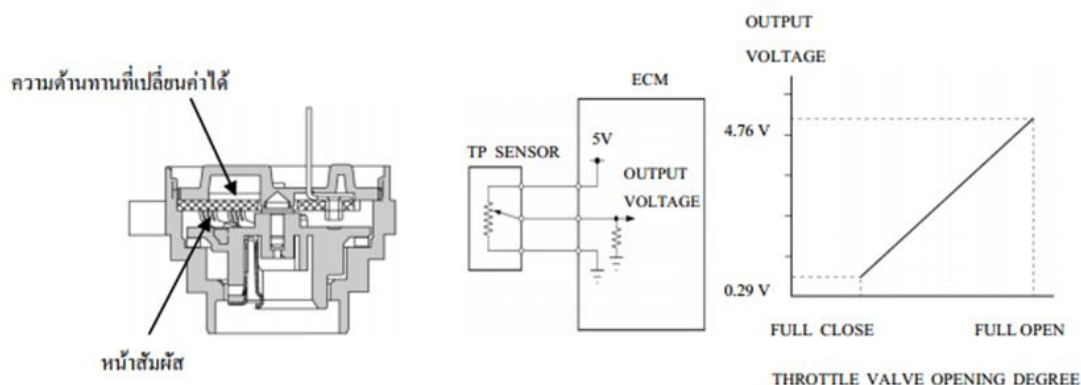 ความต้านทานที่เปลี่ยนค่าได้
หน้าสัมผัส
TP SENSOR
ECM
5V
OUTPUT
VOLTAGE
OUTPUT
VOLTAGE
4.76 V
0.29 V
FULL CLOSE
FULL OPEN
THROTTLE VALVE OPENING DEGREE